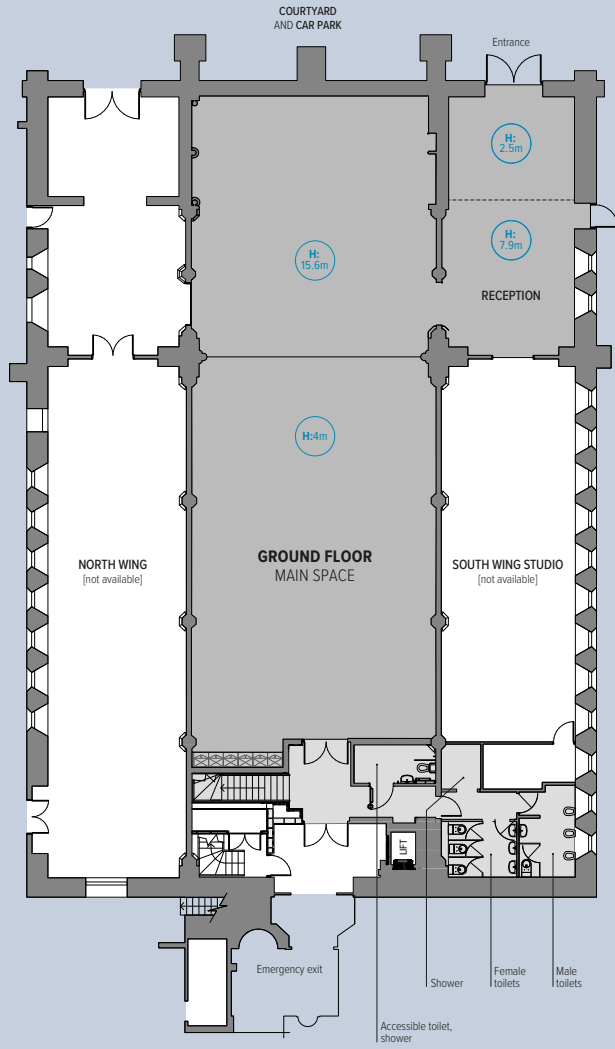 COURTYARD
AND CAR PARK
Entrance
H:
2.5m
H:
7.9m
H:
15.6m
RECEPTION
H:4m
NORTH WING
[not available]
GROUND FLOOR
MAIN SPACE
SOUTH WING STUDIO
[not available]
LIFT
Emergency exit
Shower
Female
toilets
Male
toilets
Accessible toilet,
shower